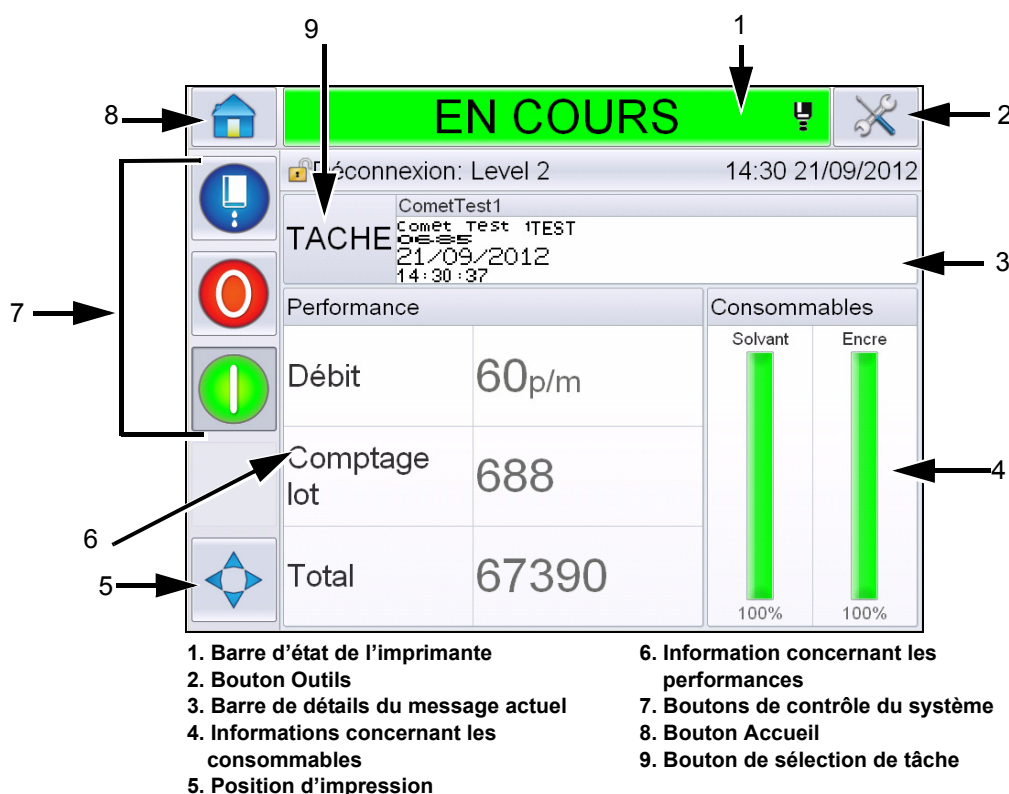 9
1
8
EN COURS
2
Déconnexion: Level 2
14:30 21/09/2012
CometTest1
TACHE
Comet Test 1TEST
21/09/2012
14:30:37
3
7
Performance
Consommables
Solvant
Encre
Débit
60p/m
Comptage
lot
688
4
6
5
Total
67390
100%
100%
1. Barre d'état de l'imprimante
2. Bouton Outils
3. Barre de détails du message actuel
4. Informations concernant les
consommables
5. Position d'impression
6. Information concernant les
performances
7. Boutons de contrôle du système
8. Bouton Accueil
9. Bouton de sélection de tâche